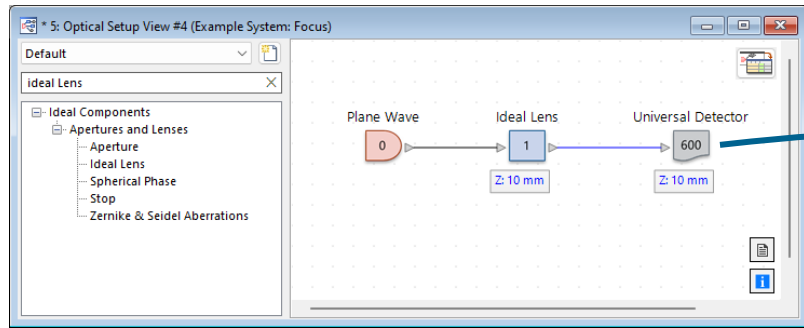 * 5: Optical Setup View #4 (Example System: Focus)
Default
ideal Lens
Ideal Components
Apertures and Lenses
Aperture
Ideal Lens
Spherical Phase
Stop
Zernike & Seidel Aberrations
Plane Wave
Ideal Lens
Universal Detector
0
1
600
Z: 10 mm
Z: 10 mm